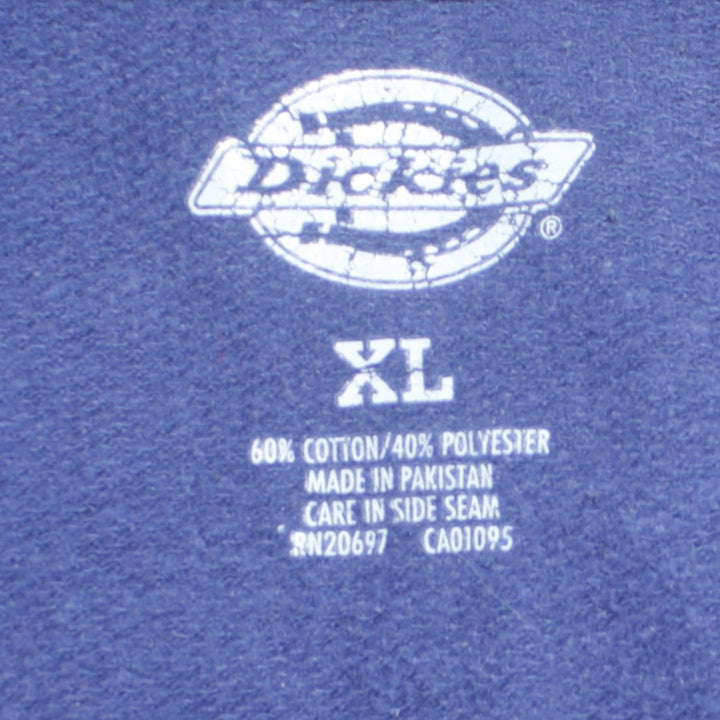 Dickies®
XL
60% COTTON/40% POLYESTER
MADE IN PAKISTAN
CARE IN SIDE SEAM
RN20697 CA01095